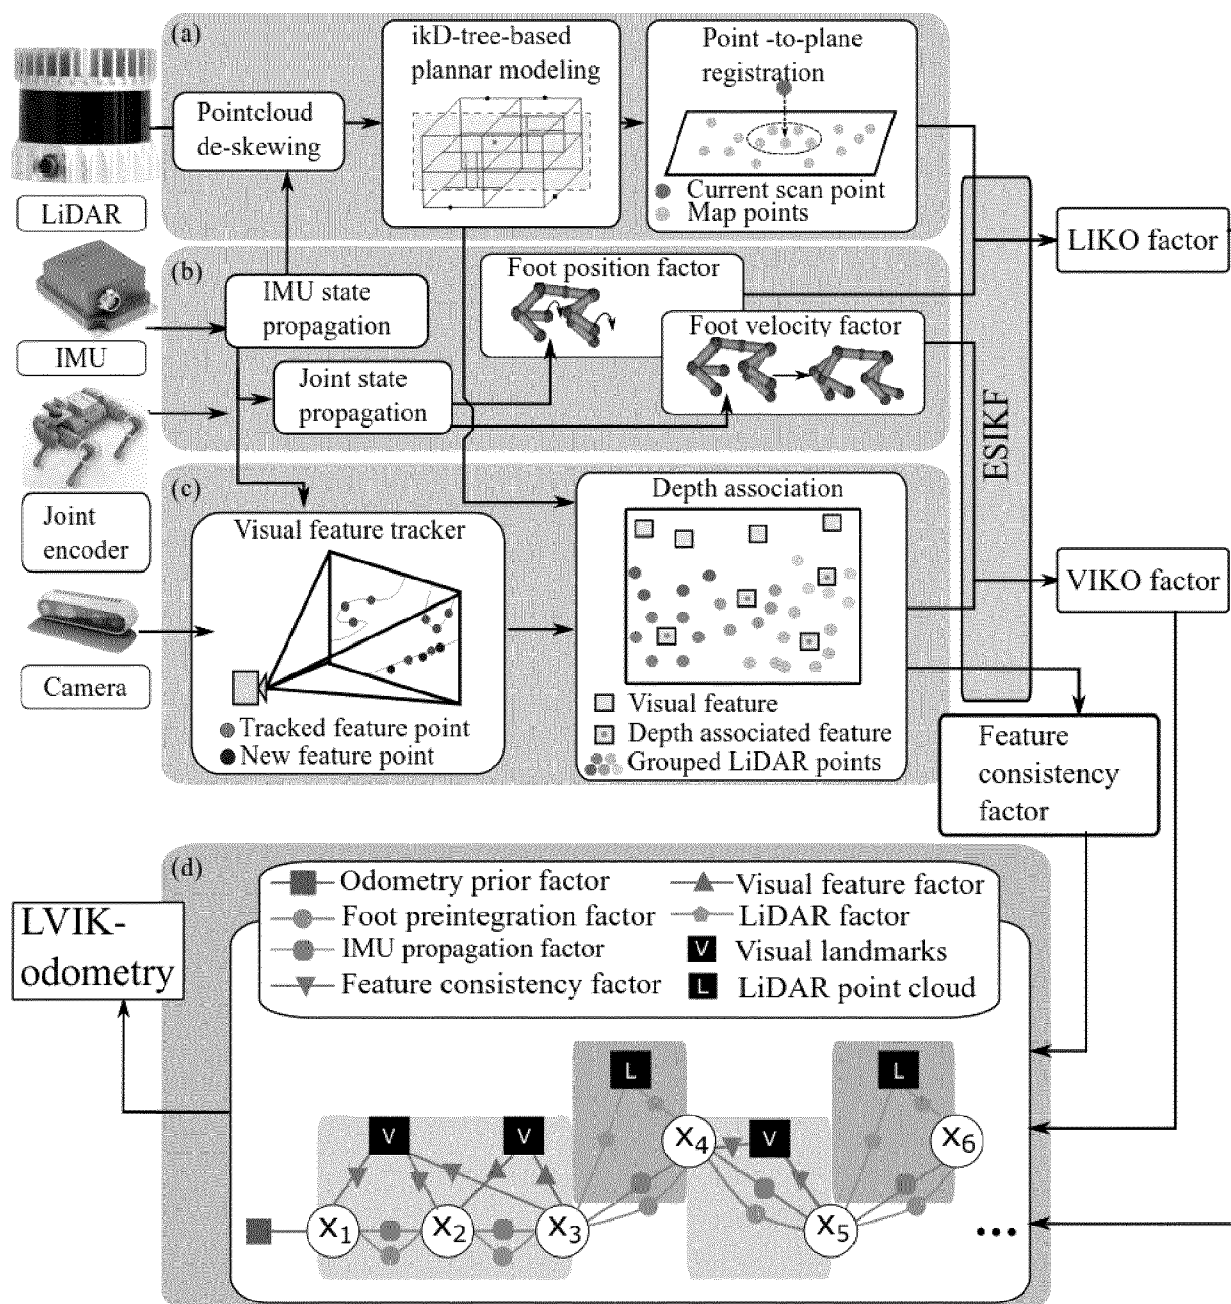 (a)
ikD-tree-based
plannar modeling
Point -to-plane
registration
Pointcloud
de-skewing
Current scan point
Map points
LiDAR
LIKO factor
(b)
IMU state
propagation
Foot position factor
Foot velocity factor
IMU
Joint state
propagation
ESIKF
(c)
Visual feature tracker
Depth association
Joint
encoder
VIKO factor
Camera
Tracked feature point
New feature point
Visual feature
Depth associated feature
Grouped LiDAR points
Feature
consistency
factor
(d)
Odometry prior factor
Visual feature factor
Foot preintegration factor
LiDAR factor
IMU propagation factor
V Visual landmarks
Feature consistency factor
L LiDAR point cloud
LVIK-
odometry
L
L
V
V
X4
V
X6
X1
X2
X3
X5
...